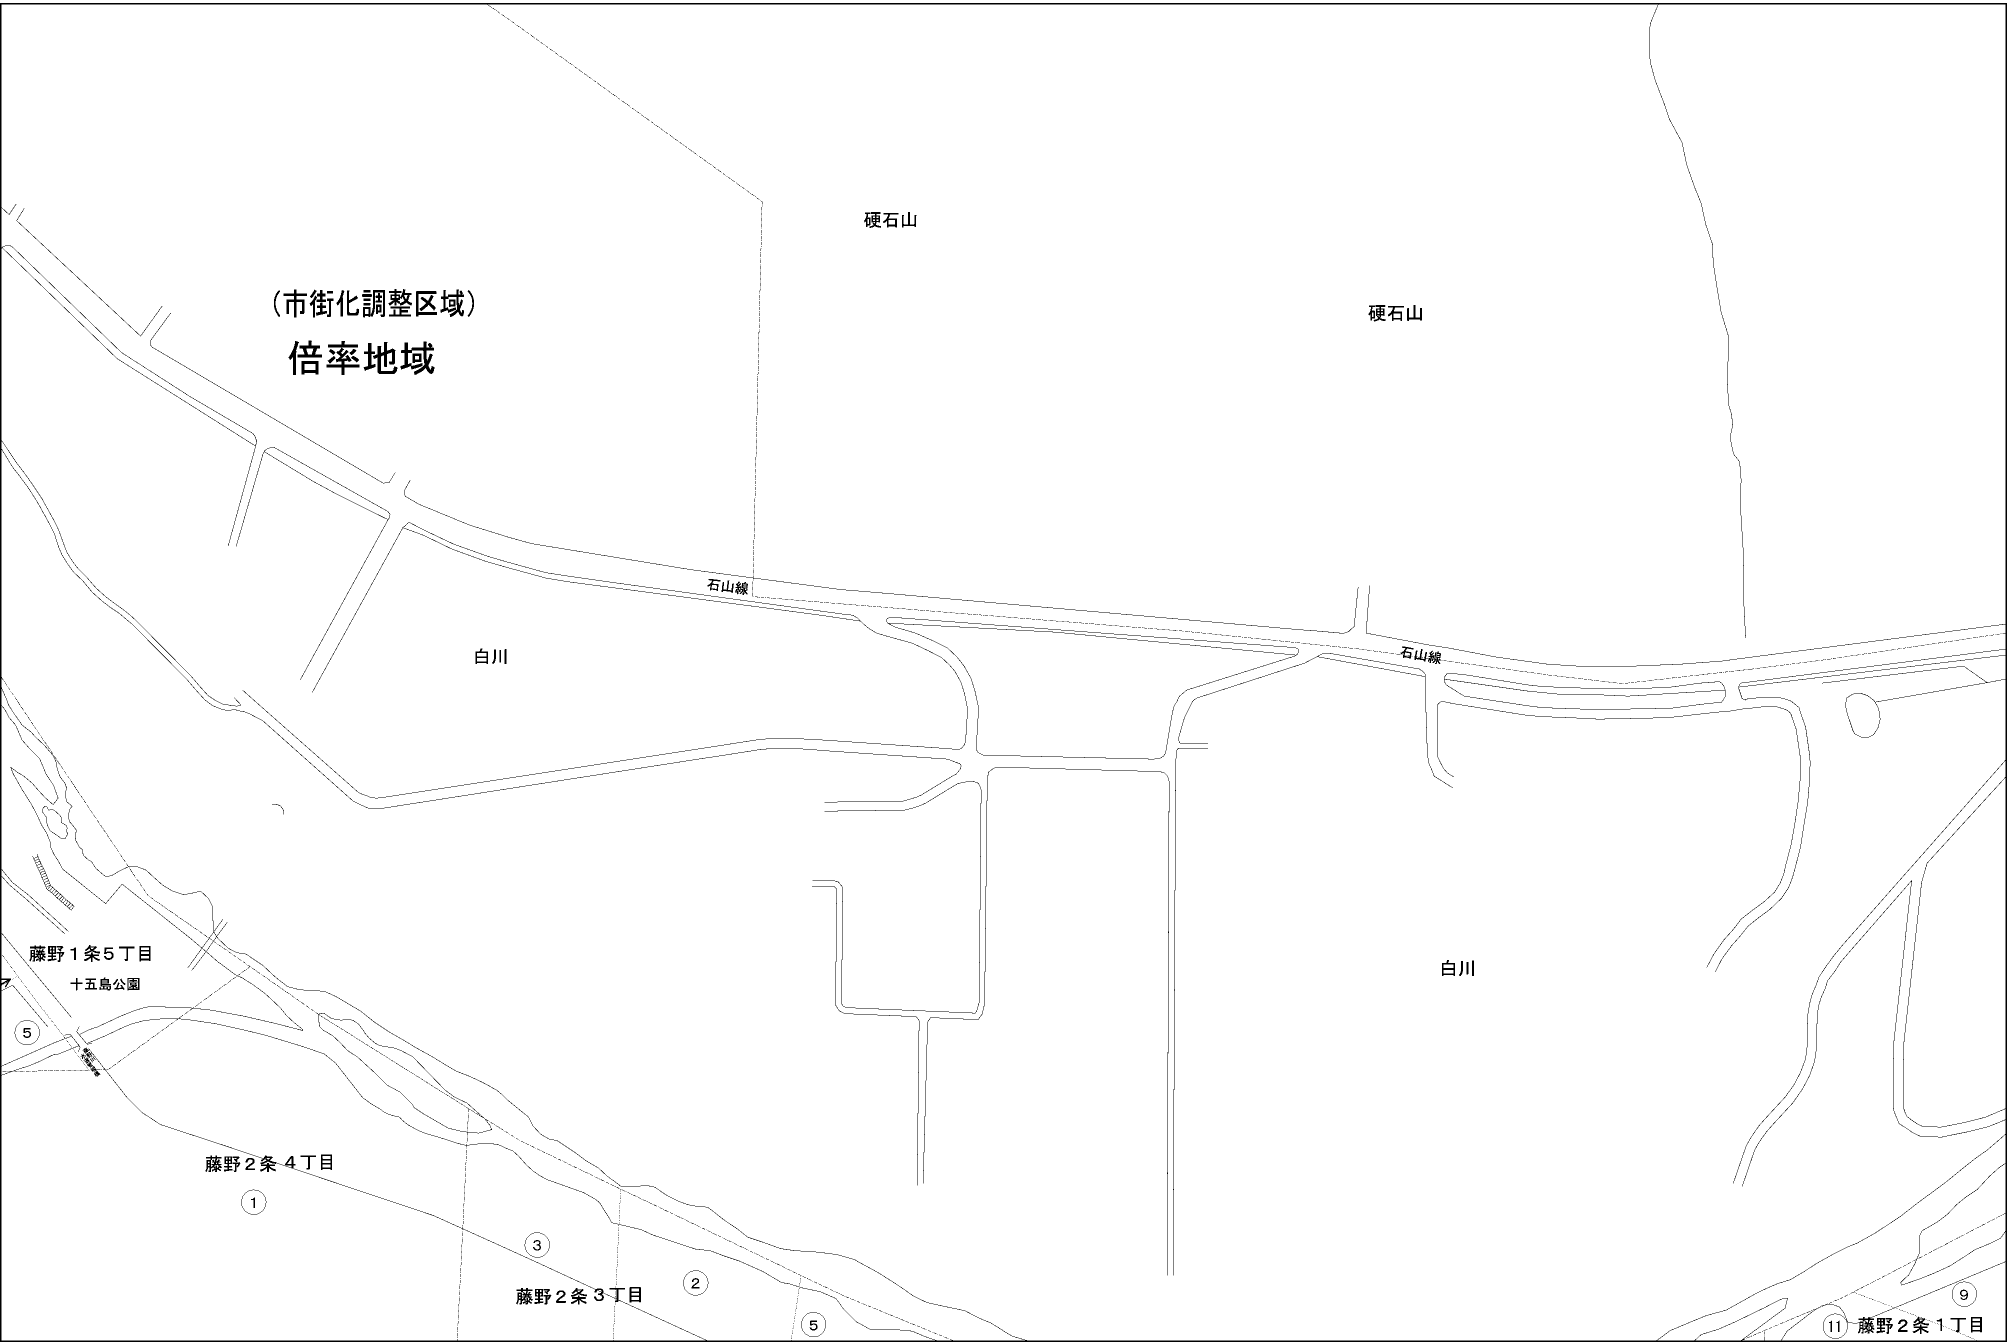 硬石山
（市街化調整区域）
倍率地域
硬石山
石山線
石山線
白川
白川
藤野１条５丁目
十五島公園
5
藤野２条４丁目
1
3
2
藤野２条３丁目
5
9
11
藤野２条１丁目